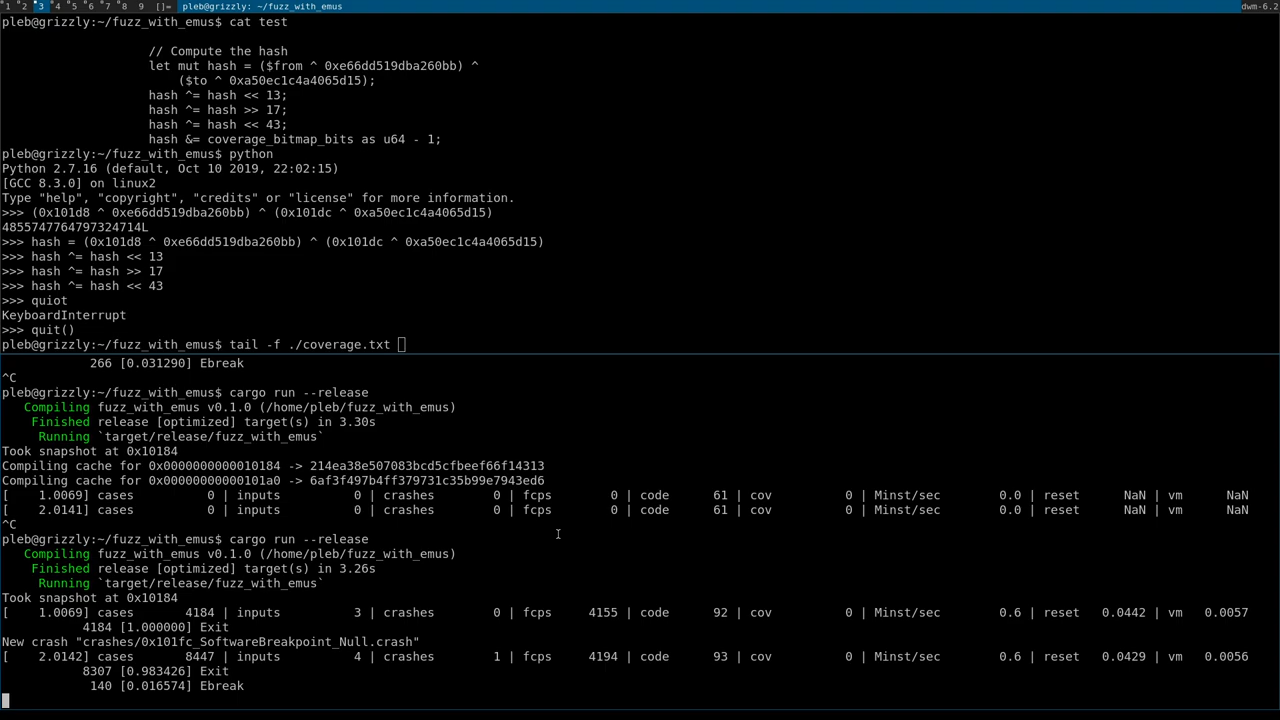 1 2 3 4 5 6 7 8 9 []= pleb@grizzly: ~/fuzz_with_emus dwm-6.2
pleb@grizzly:~/fuzz_with_emus$ cat test
// Compute the hash
let mut hash = ($from ^ 0xe66dd519dba260bb) ^
($to ^ 0xa50ec1c4a4065d15);
hash ^= hash << 13;
hash ^= hash >> 17;
hash ^= hash << 43;
hash &= coverage_bitmap_bits as u64 - 1;
pleb@grizzly:~/fuzz_with_emus$ python
Python 2.7.16 (default, Oct 10 2019, 22:02:15)
[GCC 8.3.0] on linux2
Type "help", "copyright", "credits" or "license" for more information.
>>> (0x101d8 ^ 0xe66dd519dba260bb) ^ (0x101dc ^ 0xa50ec1c4a4065d15)
4855747764797324714L
>>> hash = (0x101d8 ^ 0xe66dd519dba260bb) ^ (0x101dc ^ 0xa50ec1c4a4065d15)
>>> hash ^= hash << 13
>>> hash ^= hash >> 17
>>> hash ^= hash << 43
>>> quiot
KeyboardInterrupt
>>> quit()
pleb@grizzly:~/fuzz_with_emus$ tail -f ./coverage.txt
266 [0.031290] Ebreak
^C
pleb@grizzly:~/fuzz_with_emus$ cargo run --release
Compiling fuzz_with_emus v0.1.0 (/home/pleb/fuzz_with_emus)
Finished release [optimized] target(s) in 3.30s
Running `target/release/fuzz_with_emus`
Took snapshot at 0x10184
Compiling cache for 0x0000000000010184 -> 214ea38e507083bcd5cfbeef66f14313
Compiling cache for 0x00000000000101a0 -> 6af3f497b4ff379731c35b99e7943ed6
[ 1.0069] cases 0 | inputs 0 | crashes 0 | fcps 0 | code 61 | cov 0 | Minst/sec 0.0 | reset NaN | vm NaN
[ 2.0141] cases 0 | inputs 0 | crashes 0 | fcps 0 | code 61 | cov 0 | Minst/sec 0.0 | reset NaN | vm NaN
^C
pleb@grizzly:~/fuzz_with_emus$ cargo run --release
Compiling fuzz_with_emus v0.1.0 (/home/pleb/fuzz_with_emus)
Finished release [optimized] target(s) in 3.26s
Running `target/release/fuzz_with_emus`
Took snapshot at 0x10184
[ 1.0069] cases 4184 | inputs 3 | crashes 0 | fcps 4155 | code 92 | cov 0 | Minst/sec 0.6 | reset 0.0442 | vm 0.0057
4184 [1.000000] Exit
New crash "crashes/0x101fc_SoftwareBreakpoint_Null.crash"
[ 2.0142] cases 8447 | inputs 4 | crashes 1 | fcps 4194 | code 93 | cov 0 | Minst/sec 0.6 | reset 0.0429 | vm 0.0056
8307 [0.983426] Exit
140 [0.016574] Ebreak